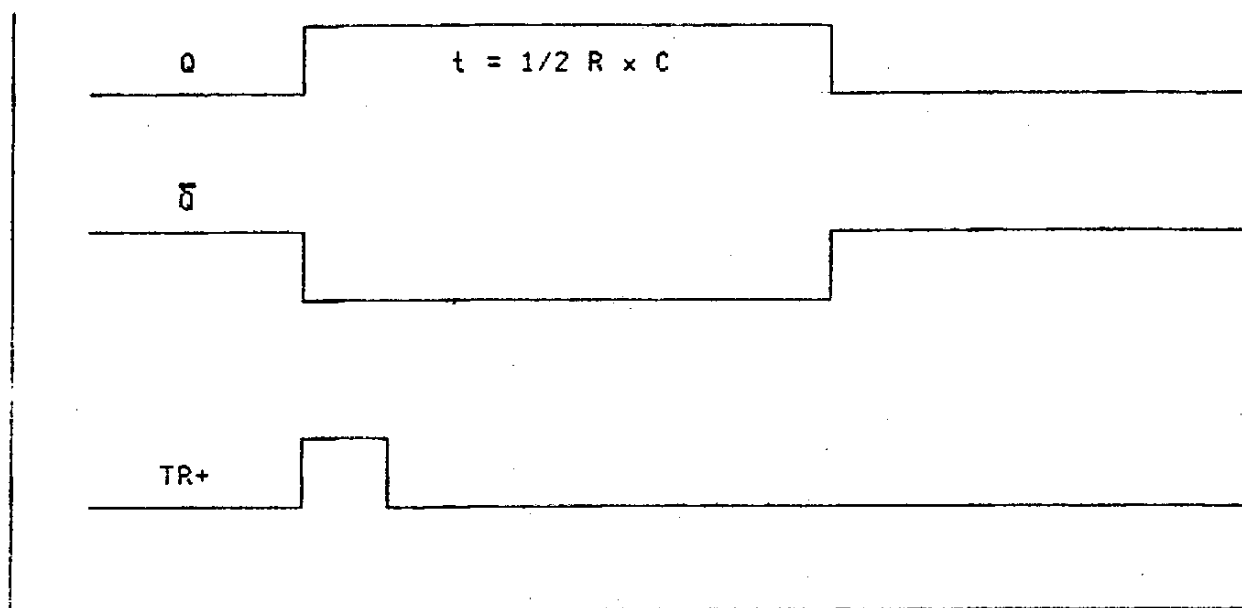 Q
t = 1/2 R x C
Q̅
TR+